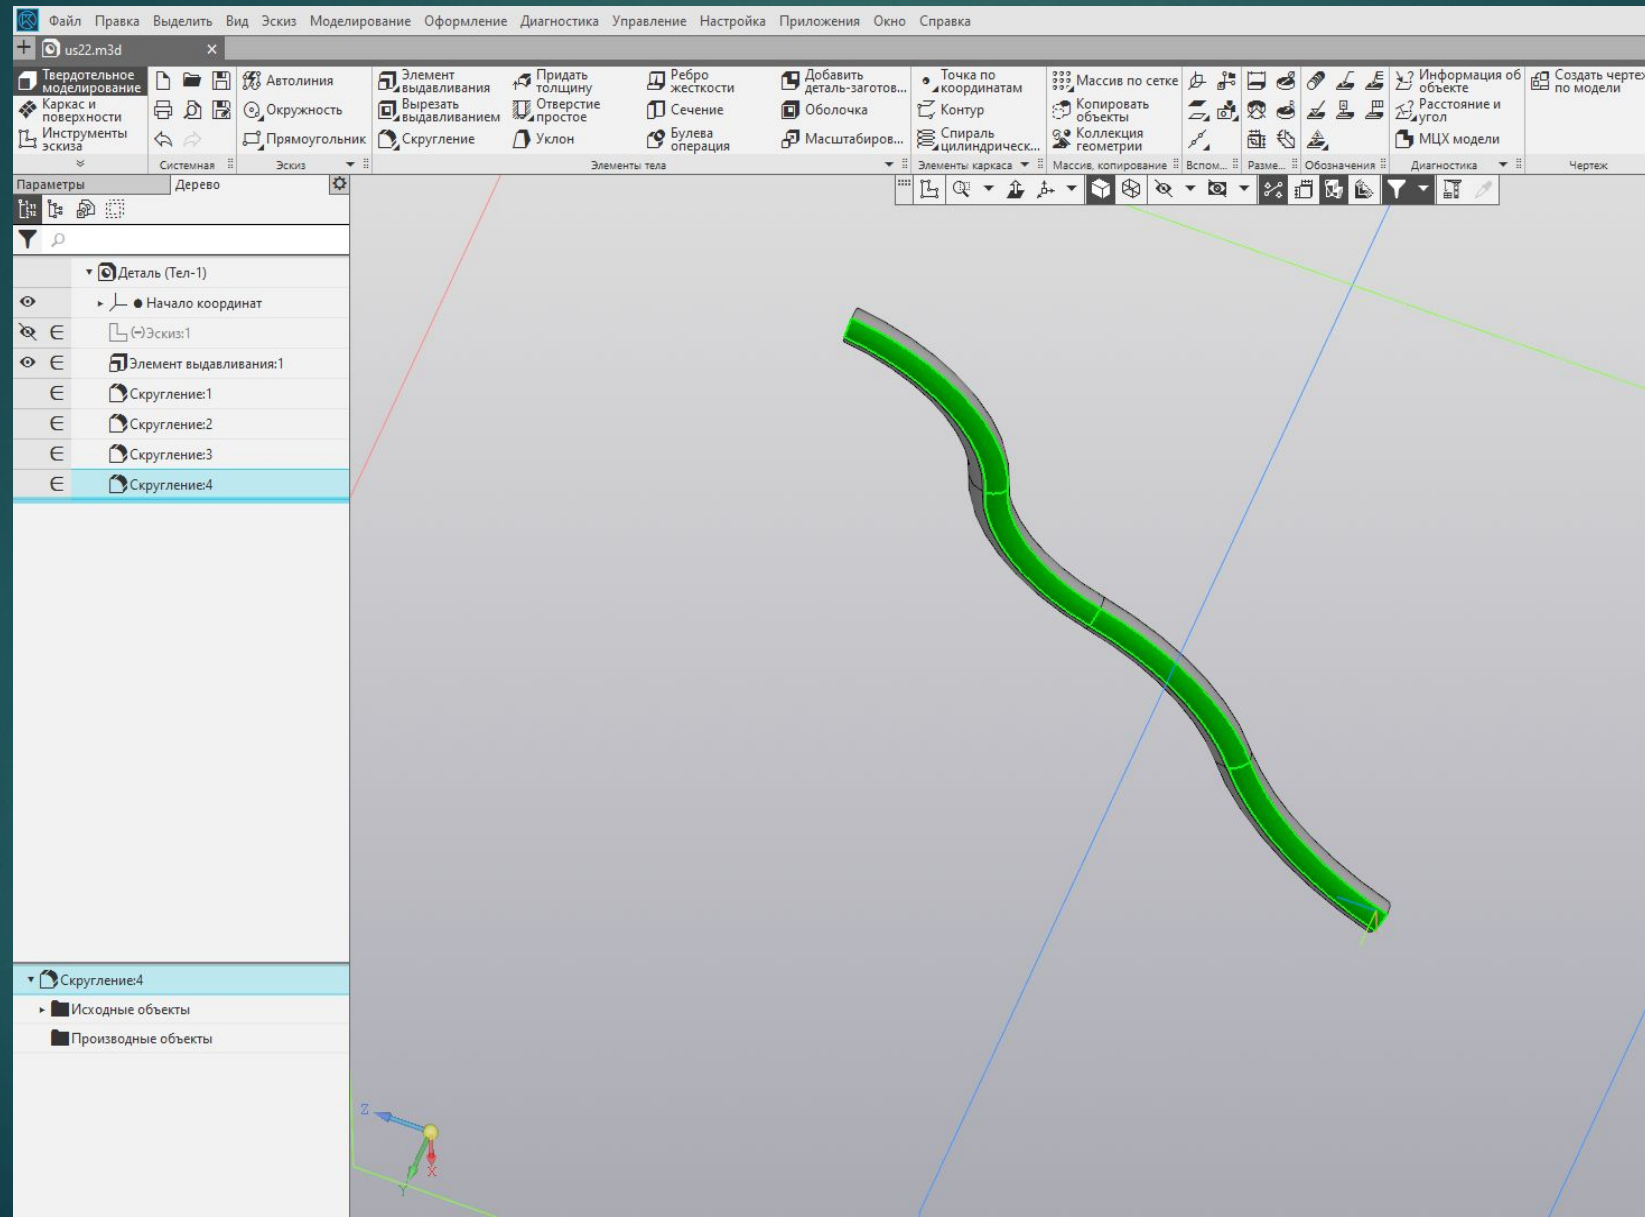 Файл Правка Выделить Вид Эскиз Моделирование Оформление Диагностика Управление Настройка Приложения Окно Справка
us22.m3d
Твердотельное моделирование
Каркас и поверхности
Инструменты эскиза
Системная
Автолиния
Окружность
Прямоугольник
Эскиз
Элемент выдавливания
Вырезать выдавливанием
Скругление
Придать толщину
Отверстие простое
Уклон
Ребро жесткости
Сечение
Булева операция
Добавить деталь-заготов...
Оболочка
Масштабиров...
Элементы тела
Точка по координатам
Контур
Спираль цилиндрическ...
Элементы каркаса
Массив по сетке
Копировать объекты
Коллекция геометрии
Массив, копирование
Вспом...
Разме...
Обозначения
Информация об объекте
Расстояние и угол
МЦХ модели
Диагностика
Создать чертеж по модели
Чертеж
Параметры
Дерево
Деталь (Тел-1)
Начало координат
(-)Эскиз:1
Элемент выдавливания:1
Скругление:1
Скругление:2
Скругление:3
Скругление:4
Скругление:4
Исходные объекты
Производные объекты
Z
X
Y